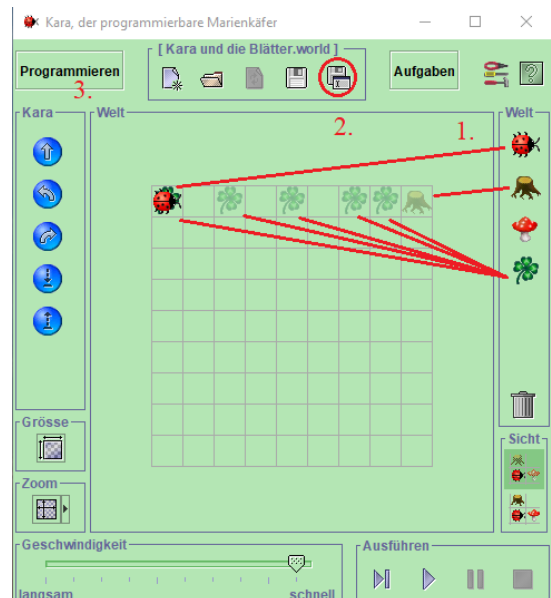 Kara, der programmierbare Marienkäfer
[ Kara und die Blätter.world ]
Programmieren
Aufgaben
3.
Kara
Welt
2.
1.
Welt
Grösse
Zoom
Sicht
Geschwindigkeit
langsam
schnell
Ausführen